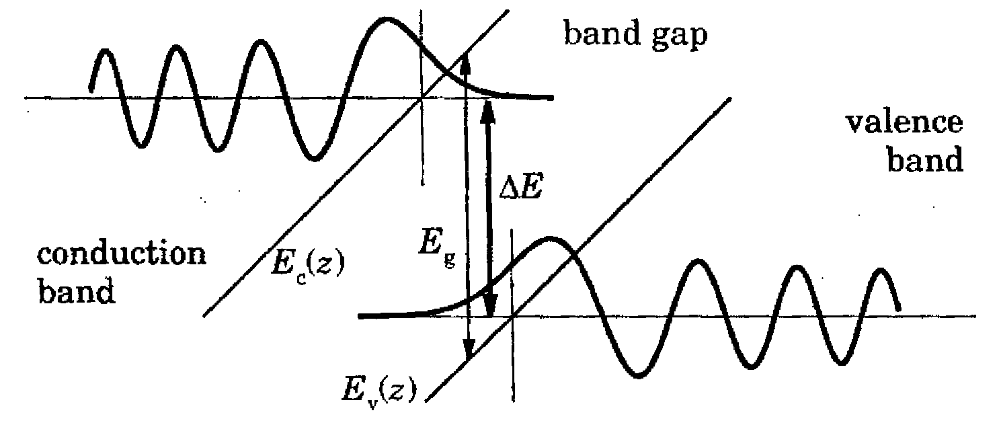 band gap
valence
band
ΔE
E_g
conduction
band
E_c(z)
E_v(z)